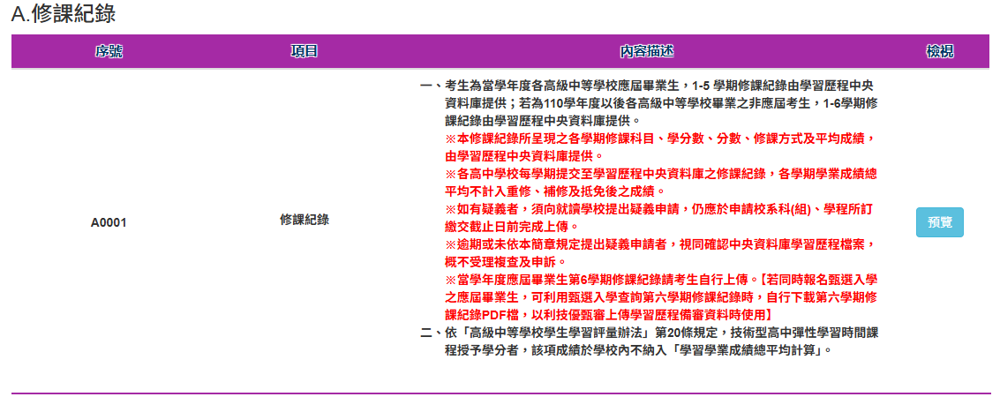 A.修課紀錄
序號 項目 內容描述 檢視
一、考生為當學年度各高級中等學校應屆畢業生，1-5 學期修課紀錄由學習歷程中央
資料庫提供；若為110學年度以後各高級中等學校畢業之非應屆考生，1-6學期修
課紀錄由學習歷程中央資料庫提供。
※本修課紀錄所呈現之各學期修課科目、學分數、分數、修課方式及平均成績，
由學習歷程中央資料庫提供。
※各高中學校每學期提交至學習歷程中央資料庫之修課紀錄，各學期學業成績總
平均不計入重修、補修及抵免後之成績。
※如有疑義者，須向就讀學校提出疑義申請，仍應於申請校系科(組)、學程所訂
繳交截止日前完成上傳。
A0001 修課紀錄 預覽
※逾期或未依本簡章規定提出疑義申請者，視同確認中央資料庫學習歷程檔案，
概不受理複查及申訴。
※當學年度應屆畢業生第6學期修課紀錄請考生自行上傳。【若同時報名甄選入學
之應屆畢業生，可利用甄選入學查詢第六學期修課紀錄時，自行下載第六學期修
課紀錄PDF檔，以利技優甄審上傳學習歷程備審資料時使用】
二、依「高級中等學校學生學習評量辦法」第20條規定，技術型高中彈性學習時間課
程授予學分者，該項成績於學校內不納入「學習學業成績總平均計算」。